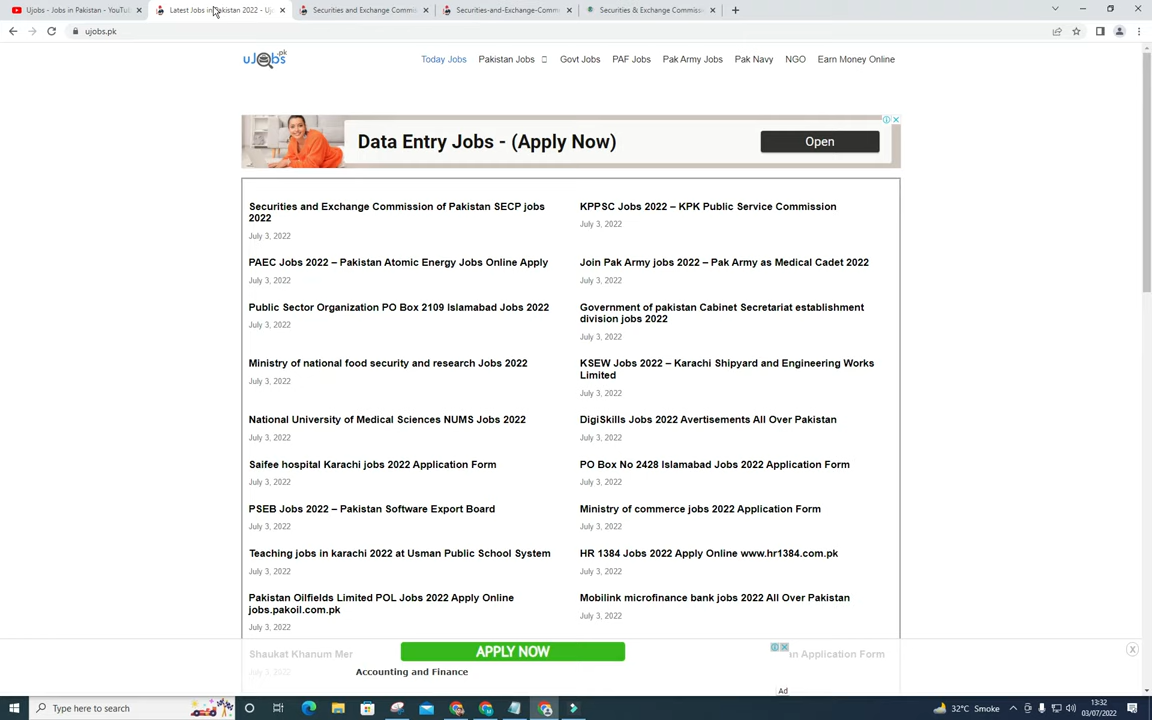 Ujobs - Jobs in Pakistan - YouTu
Latest Jobs in Pakistan 2022 - Uj
Securities and Exchange Commi
Securities-and-Exchange-Comm
Securities & Exchange Commiss
ujobs.pk
uJobs.pk
Today Jobs
Pakistan Jobs
Govt Jobs
PAF Jobs
Pak Army Jobs
Pak Navy
NGO
Earn Money Online
Data Entry Jobs - (Apply Now)
Open
Securities and Exchange Commission of Pakistan SECP jobs
2022
July 3, 2022
KPPSC Jobs 2022 – KPK Public Service Commission
July 3, 2022
PAEC Jobs 2022 – Pakistan Atomic Energy Jobs Online Apply
July 3, 2022
Join Pak Army jobs 2022 – Pak Army as Medical Cadet 2022
July 3, 2022
Public Sector Organization PO Box 2109 Islamabad Jobs 2022
July 3, 2022
Government of pakistan Cabinet Secretariat establishment
division jobs 2022
July 3, 2022
Ministry of national food security and research Jobs 2022
July 3, 2022
KSEW Jobs 2022 – Karachi Shipyard and Engineering Works
Limited
July 3, 2022
National University of Medical Sciences NUMS Jobs 2022
July 3, 2022
DigiSkills Jobs 2022 Avertisements All Over Pakistan
July 3, 2022
Saifee hospital Karachi jobs 2022 Application Form
July 3, 2022
PO Box No 2428 Islamabad Jobs 2022 Application Form
July 3, 2022
PSEB Jobs 2022 – Pakistan Software Export Board
July 3, 2022
Ministry of commerce jobs 2022 Application Form
July 3, 2022
Teaching jobs in karachi 2022 at Usman Public School System
July 3, 2022
HR 1384 Jobs 2022 Apply Online www.hr1384.com.pk
July 3, 2022
Pakistan Oilfields Limited POL Jobs 2022 Apply Online
jobs.pakoil.com.pk
July 3, 2022
Mobilink microfinance bank jobs 2022 All Over Pakistan
July 3, 2022
Shaukat Khanum Mer
an Application Form
July 3, 2022
APPLY NOW
Accounting and Finance
Ad
Type here to search
32°C Smoke
13:32
03/07/2022